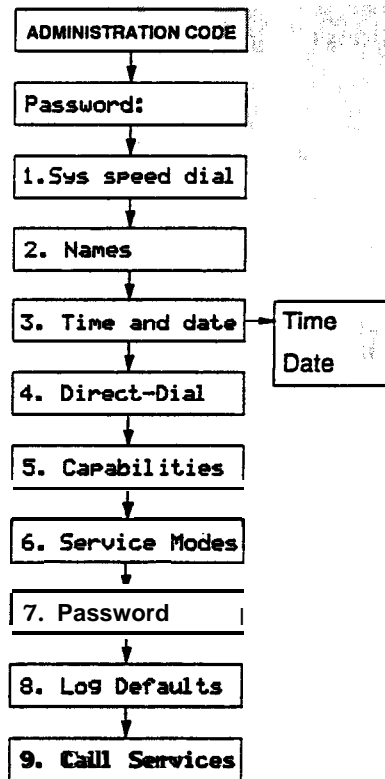 ADMINISTRATION CODE
Password:
1.Sys speed dial
2. Names
3. Time and date
Time
Date
4. Direct-Dial
5. Capabilities
6. Service Modes
7. Password
8. Log Defaults
9. Call Services